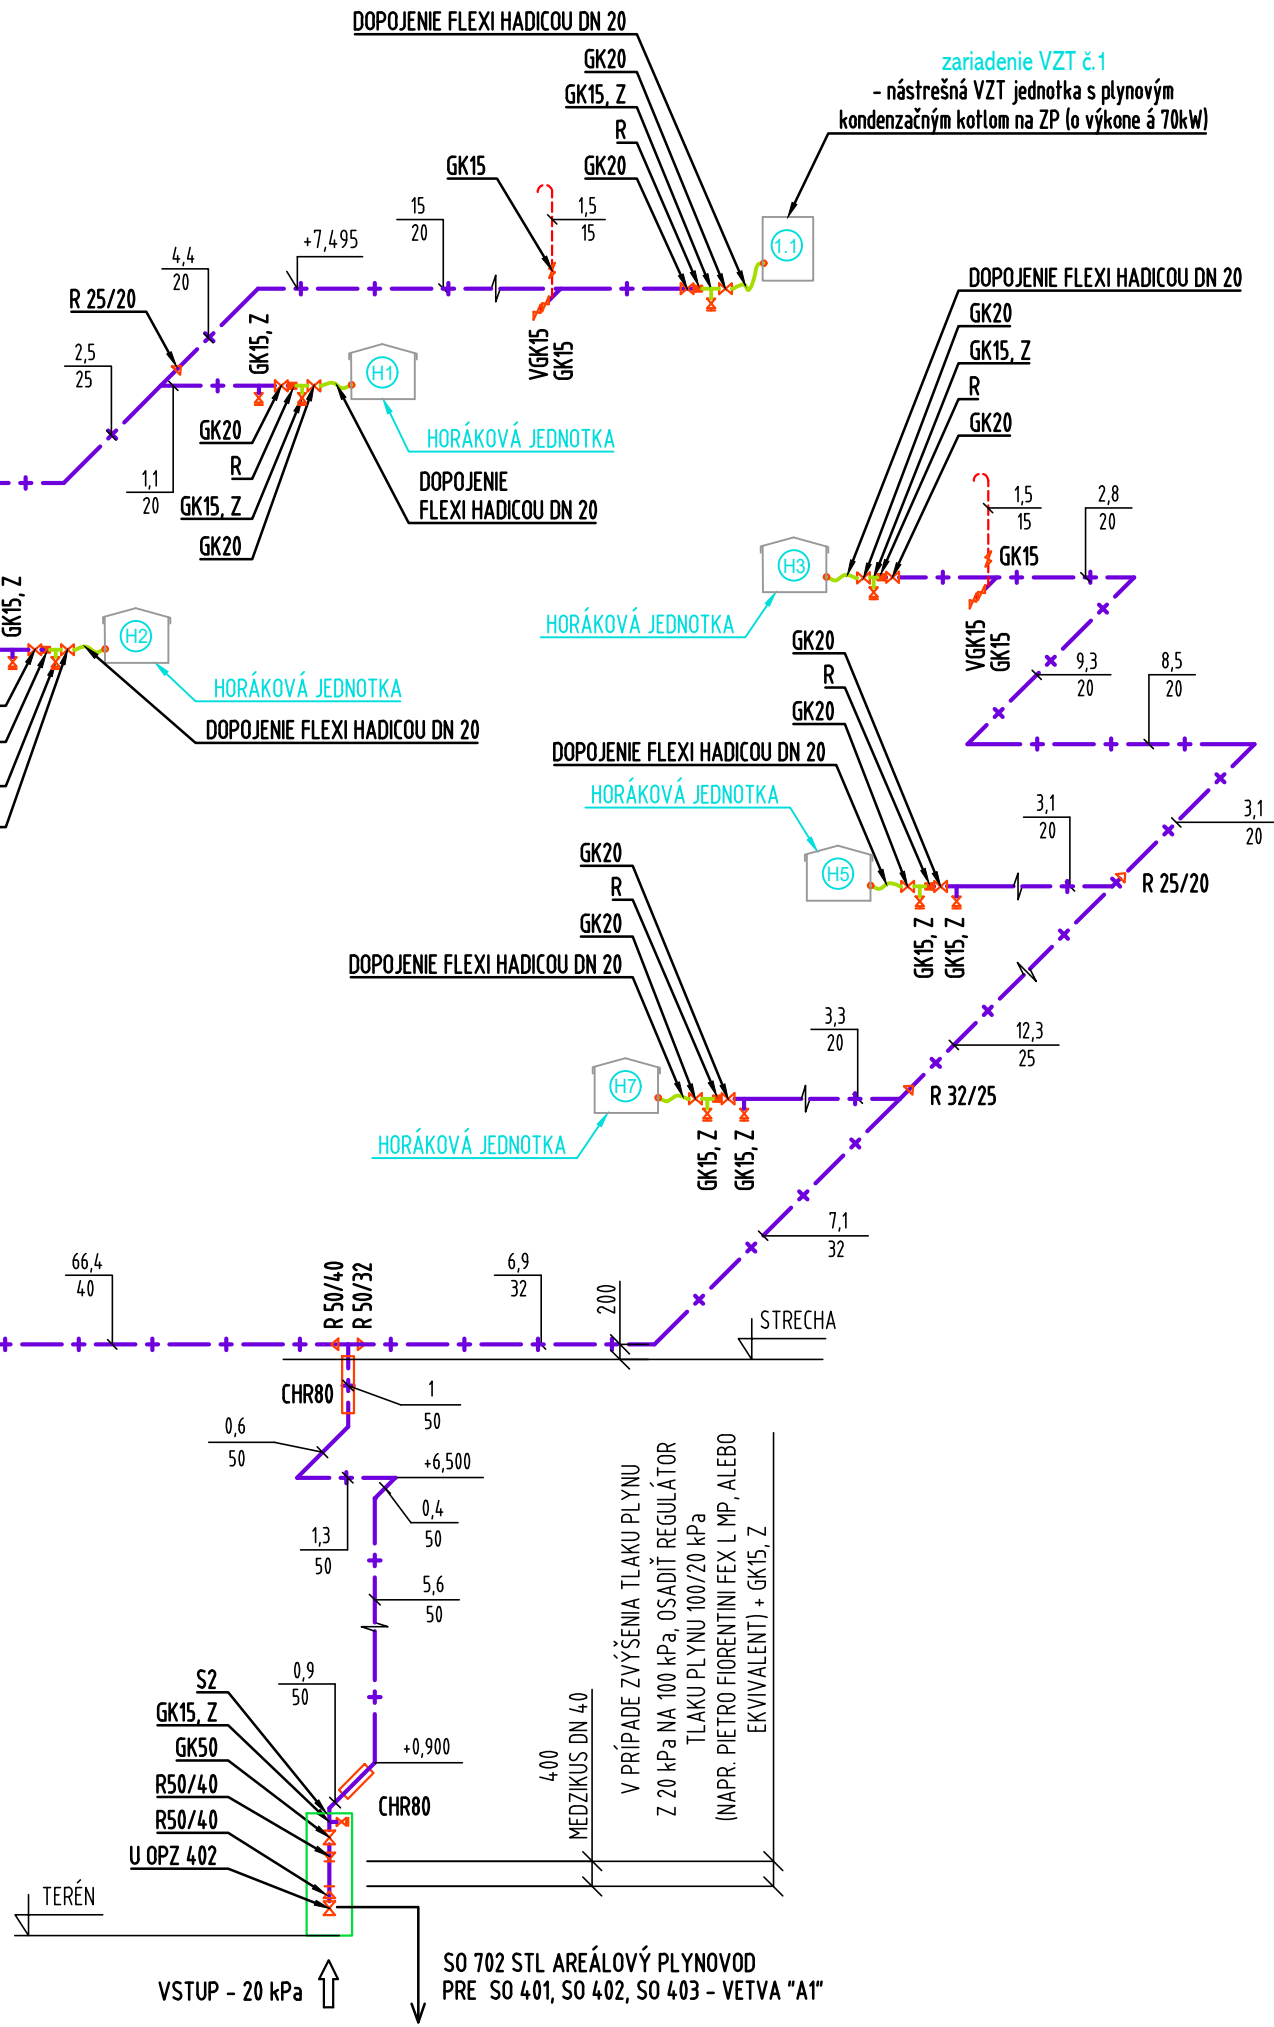 DOPOJENIE FLEXI HADICOU DN 20
GK20
GK15, Z
R
GK20
GK15
zariadenie VZT č.1
- nástrešná VZT jednotka s plynovým
kondenzačným kotlom na ZP (o výkone á 70kW)
1.1
15
20
1,5
15
+7,495
4,4
20
R 25/20
2,5
25
GK15, Z
VGK15
GK15
H1
HORÁKOVÁ JEDNOTKA
GK20
R
GK15, Z
GK20
1,1
20
DOPOJENIE
FLEXI HADICOU DN 20
DOPOJENIE FLEXI HADICOU DN 20
GK20
GK15, Z
R
GK20
1,5
15
2,8
20
GK15
H3
HORÁKOVÁ JEDNOTKA
VGK15
GK15
GK15, Z
H2
HORÁKOVÁ JEDNOTKA
DOPOJENIE FLEXI HADICOU DN 20
9,3
20
8,5
20
GK20
R
GK20
DOPOJENIE FLEXI HADICOU DN 20
HORÁKOVÁ JEDNOTKA
H5
3,1
20
3,1
20
R 25/20
GK15, Z
GK15, Z
GK20
R
GK20
DOPOJENIE FLEXI HADICOU DN 20
3,3
20
12,3
25
R 32/25
H7
HORÁKOVÁ JEDNOTKA
GK15, Z
GK15, Z
7,1
32
66,4
40
R 50/40
R 50/32
6,9
32
200
STRECHA
CHR80
1
50
0,6
50
+6,500
1,3
50
0,4
50
5,6
50
V PRÍPADE ZVÝŠENIA TLAKU PLYNU
Z 20 kPa NA 100 kPa, OSADIŤ REGULÁTOR
TLAKU PLYNU 100/20 kPa
(NAPR. PIETRO FIORENTINI FEX L MP, ALEBO
EKVIVALENT) + GK15, Z
400
MEDZIKUS DN 40
S2
GK15, Z
GK50
R50/40
R50/40
U OPZ 402
0,9
50
+0,900
CHR80
TERÉN
VSTUP - 20 kPa
SO 702 STL AREÁLOVÝ PLYNOVOD
PRE SO 401, SO 402, SO 403 - VETVA "A1"